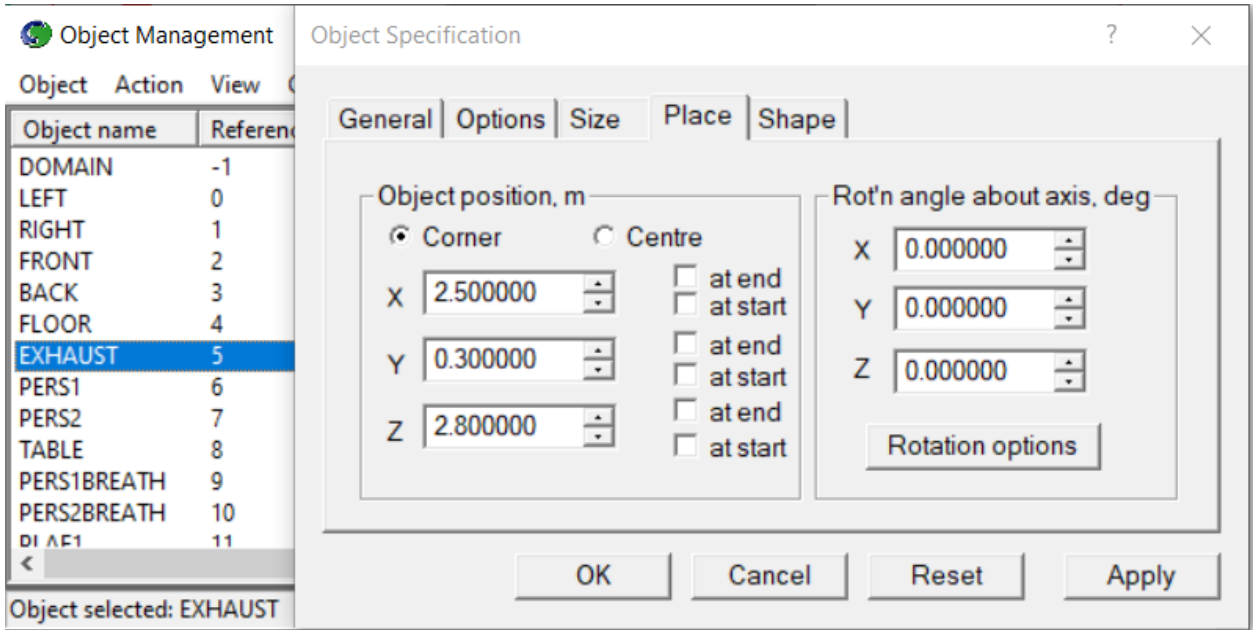 Object Management
Object Action View
Object name Referen
DOMAIN -1
LEFT 0
RIGHT 1
FRONT 2
BACK 3
FLOOR 4
EXHAUST 5
PERS1 6
PERS2 7
TABLE 8
PERS1BREATH 9
PERS2BREATH 10
PLAF1 11
Object selected: EXHAUST
Object Specification ? ×
General Options Size Place Shape
Object position, m
Corner Centre
X 2.500000 at end
at start
Y 0.300000 at end
at start
Z 2.800000 at end
at start
Rot'n angle about axis, deg
X 0.000000
Y 0.000000
Z 0.000000
Rotation options
OK Cancel Reset Apply